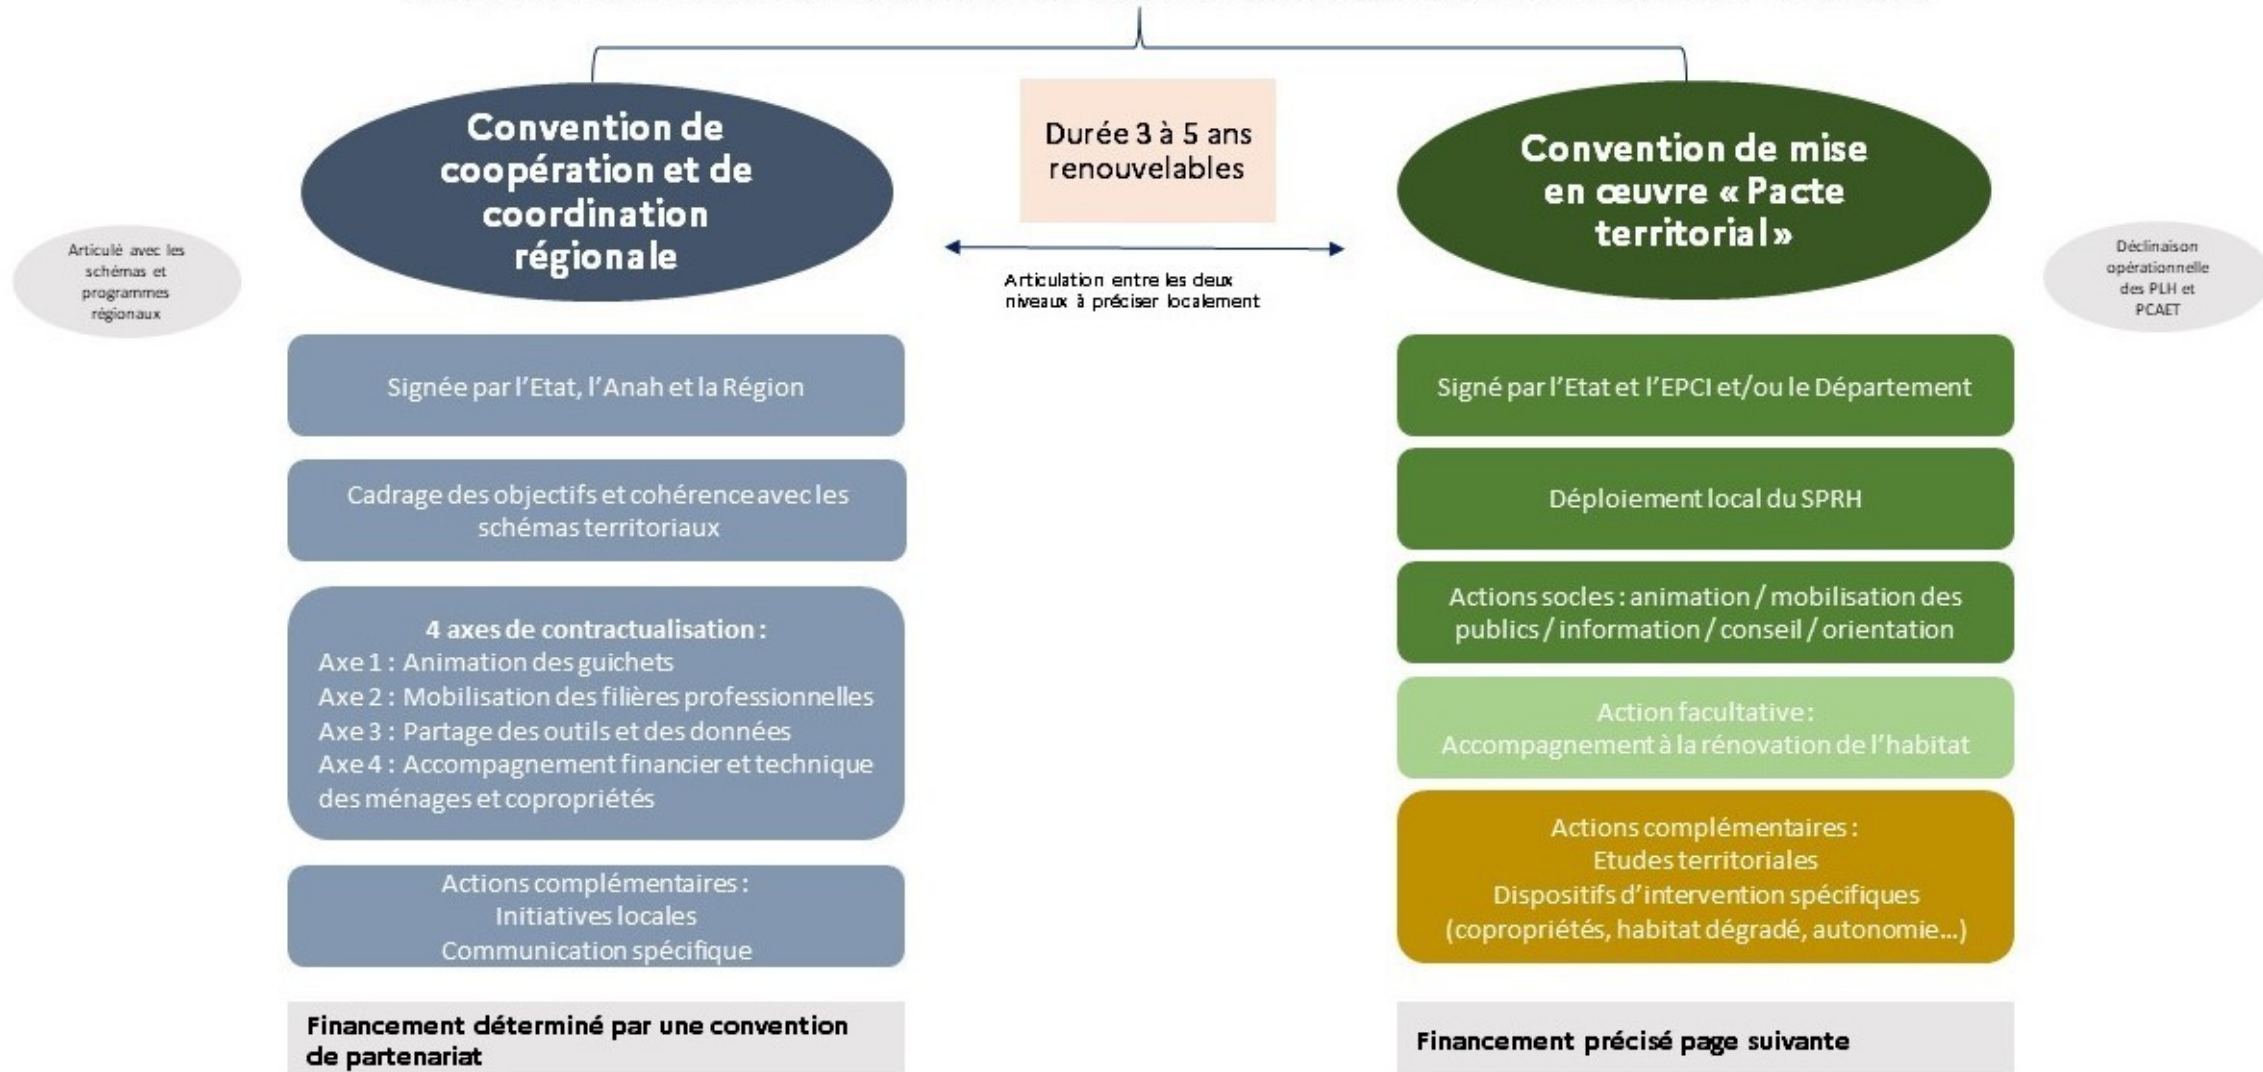 Convention de
coopération et de
coordination
régionale
Durée 3 à 5 ans
renouvelables
Convention de mise
en œuvre « Pacte
territorial »
Articulé avec les
schémas et
programmes
régionaux
Articulation entre les deux
niveaux à préciser localement
Déclinaison
opérationnelle
des PLH et
PCAET
Signée par l'Etat, l'Anah et la Région
Cadrage des objectifs et cohérence avec les
schémas territoriaux
4 axes de contractualisation :
Axe 1 : Animation des guichets
Axe 2 : Mobilisation des filières professionnelles
Axe 3 : Partage des outils et des données
Axe 4 : Accompagnement financier et technique
des ménages et copropriétés
Actions complémentaires :
Initiatives locales
Communication spécifique
Financement déterminé par une convention
de partenariat
Signé par l'Etat et l'EPCI et/ou le Département
Déploiement local du SPRH
Actions socles : animation / mobilisation des
publics / information / conseil / orientation
Action facultative :
Accompagnement à la rénovation de l'habitat
Actions complémentaires :
Etudes territoriales
Dispositifs d'intervention spécifiques
(copropriétés, habitat dégradé, autonomie…)
Financement précisé page suivante